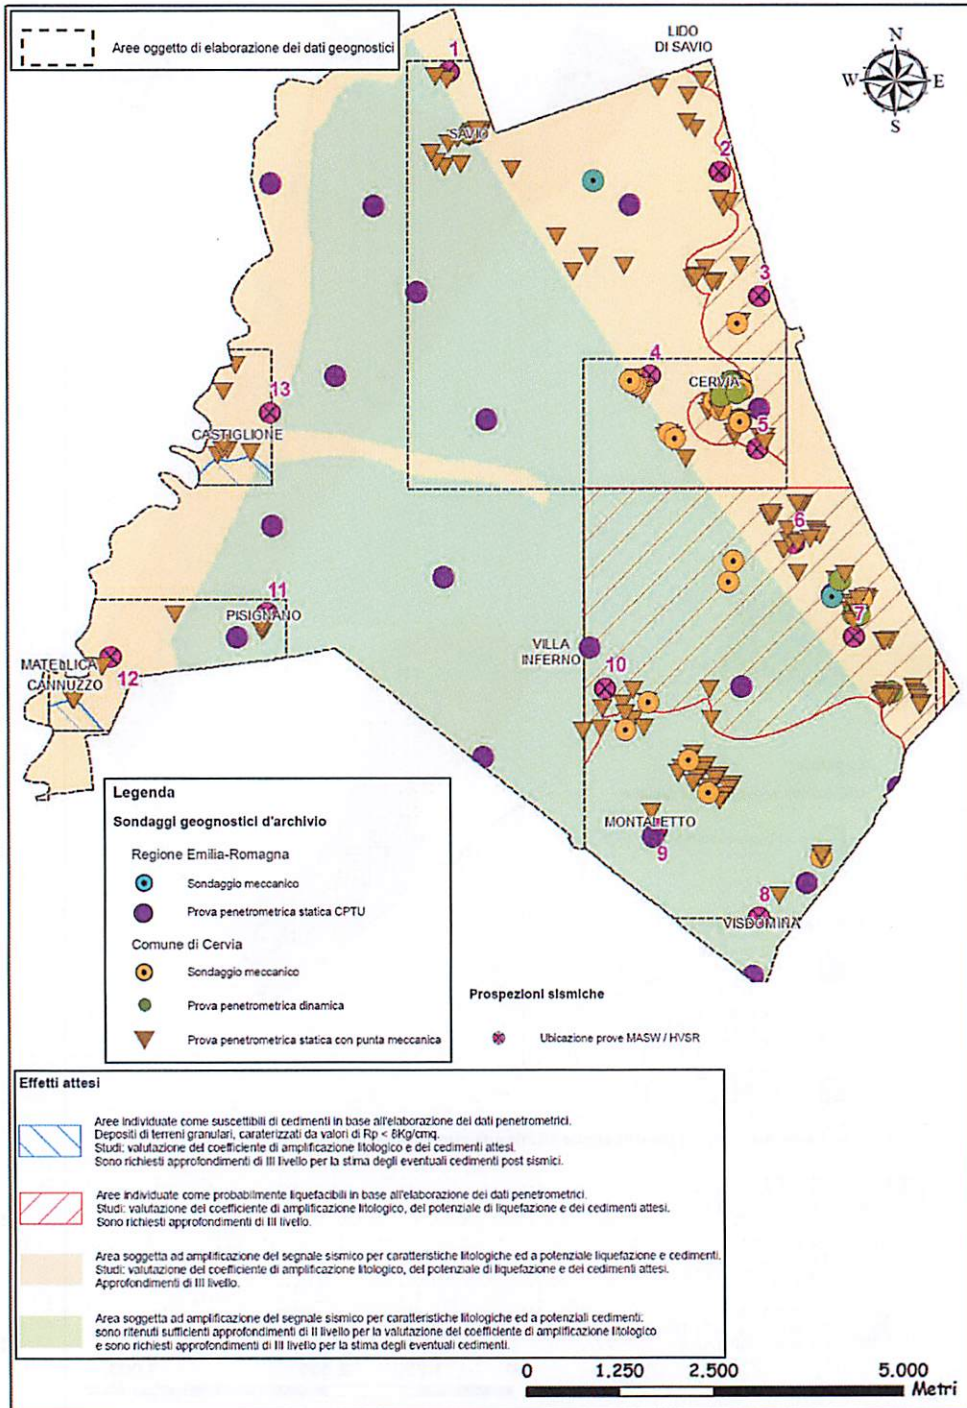 Aree oggetto di elaborazione dei dati geognostici
LIDO
DI SAVIO
N
W
E
S
1
SAVIO
2
3
4
CERVIA
5
13
CASTIGLIONE
6
7
11
PISIGNANO
VILLA
INFERNO
10
MATELLICA
CANNUZZO
12
MONTALETTO
9
8
VISDOMINA
Legenda
Sondaggi geognostici d'archivio
Regione Emilia-Romagna
Sondaggio meccanico
Prova penetrometrica statica CPTU
Comune di Cervia
Sondaggio meccanico
Prova penetrometrica dinamica
Prova penetrometrica statica con punta meccanica
Prospezioni sismiche
Ubicazione prove MASW / HVSR
Effetti attesi
Aree individuate come suscettibili di cedimenti in base all'elaborazione dei dati penetrometrici.
Depositi di terreni granulari, caraterizzati da valori di Rp < 8Kg/cmq.
Studi: valutazione del coefficiente di amplificazione litologico e dei cedimenti attesi.
Sono richiesti approfondimenti di III livello per la stima degli eventuali cedimenti post sismici.
Aree individuate come probabilmente liquefacibili in base all'elaborazione dei dati penetrometrici.
Studi: valutazione del coefficiente di amplificazione litologico, del potenziale di liquefazione e dei cedimenti attesi.
Sono richiesti approfondimenti di III livello.
Area soggetta ad amplificazione del segnale sismico per caratteristiche litologiche ed a potenziale liquefazione e cedimenti.
Studi: valutazione del coefficiente di amplificazione litologico, del potenziale di liquefazione e dei cedimenti attesi.
Approfondimenti di III livello.
Area soggetta ad amplificazione del segnale sismico per caratteristiche litologiche ed a potenziali cedimenti:
sono ritenuti sufficienti approfondimenti di II livello per la valutazione del coefficiente di amplificazione litologico
e sono richiesti approfondimenti di III livello per la stima degli eventuali cedimenti.
0 1.250 2.500 5.000
Metri